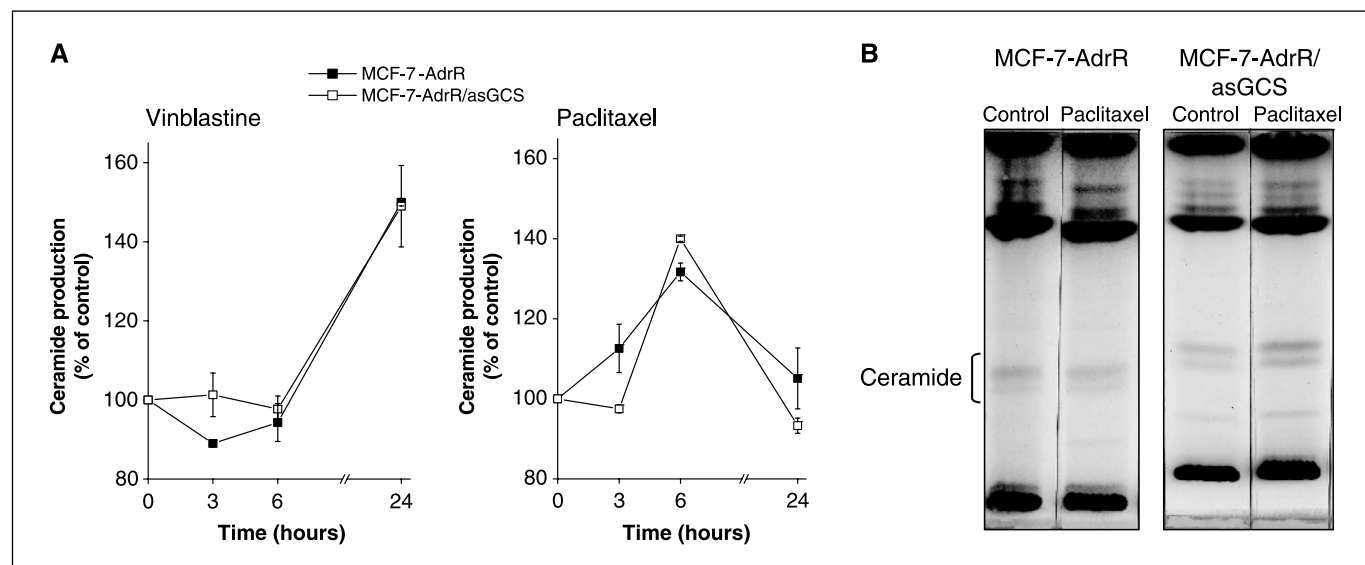 A
MCF-7-AdrR
MCF-7-AdrR/asGCS
Vinblastine
Ceramide production
(% of control)
160
140
120
100
80
0 3 6 24
Time (hours)
Paclitaxel
Ceramide production
(% of control)
160
140
120
100
80
0 3 6 24
Time (hours)
B
MCF-7-AdrR
Control Paclitaxel
MCF-7-AdrR/
asGCS
Control Paclitaxel
Ceramide